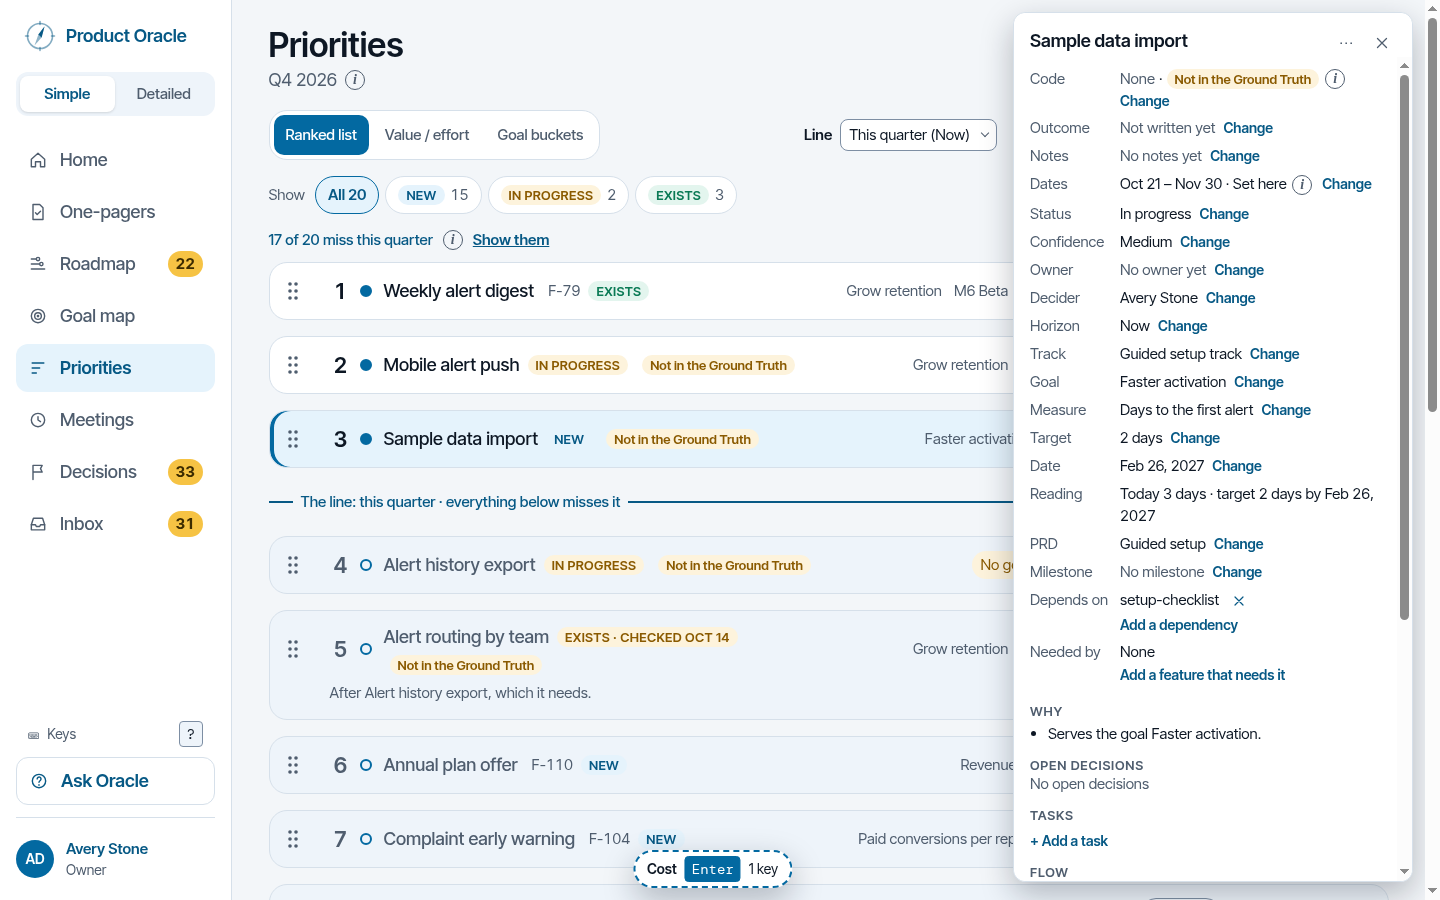 Product Oracle
Simple
Detailed
Home
One-pagers
Roadmap 22
Goal map
Priorities
Meetings
Decisions 33
Inbox 31
Keys ?
Ask Oracle
AD
Avery Stone
Owner
Priorities
Q4 2026 i
Ranked list
Value / effort
Goal buckets
Line This quarter (Now)
Show All 20 NEW 15 IN PROGRESS 2 EXISTS 3
17 of 20 miss this quarter i Show them
1 Weekly alert digest F-79 EXISTS Grow retention M6 Beta
2 Mobile alert push IN PROGRESS Not in the Ground Truth Grow retention
3 Sample data import NEW Not in the Ground Truth
The line: this quarter · everything below misses it
4 Alert history export IN PROGRESS Not in the Ground Truth No
5 Alert routing by team EXISTS · CHECKED OCT 14 Grow retention
Not in the Ground Truth
After Alert history export, which it needs.
6 Annual plan offer F-110 NEW Revenue
7 Complaint early warning F-104 NEW Paid conversions per
Cost Enter 1 key
Sample data import ...
Code None · Not in the Ground Truth i
Change
Outcome Not written yet Change
Notes No notes yet Change
Dates Oct 21 – Nov 30 · Set here i Change
Status In progress Change
Confidence Medium Change
Owner No owner yet Change
Decider Avery Stone Change
Horizon Now Change
Track Guided setup track Change
Goal Faster activation Change
Measure Days to the first alert Change
Target 2 days Change
Date Feb 26, 2027 Change
Reading Today 3 days · target 2 days by Feb 26,
2027
PRD Guided setup Change
Milestone No milestone Change
Depends on setup-checklist
Add a dependency
Needed by None
Add a feature that needs it
WHY
• Serves the goal Faster activation.
OPEN DECISIONS
No open decisions
TASKS
+ Add a task
FLOW